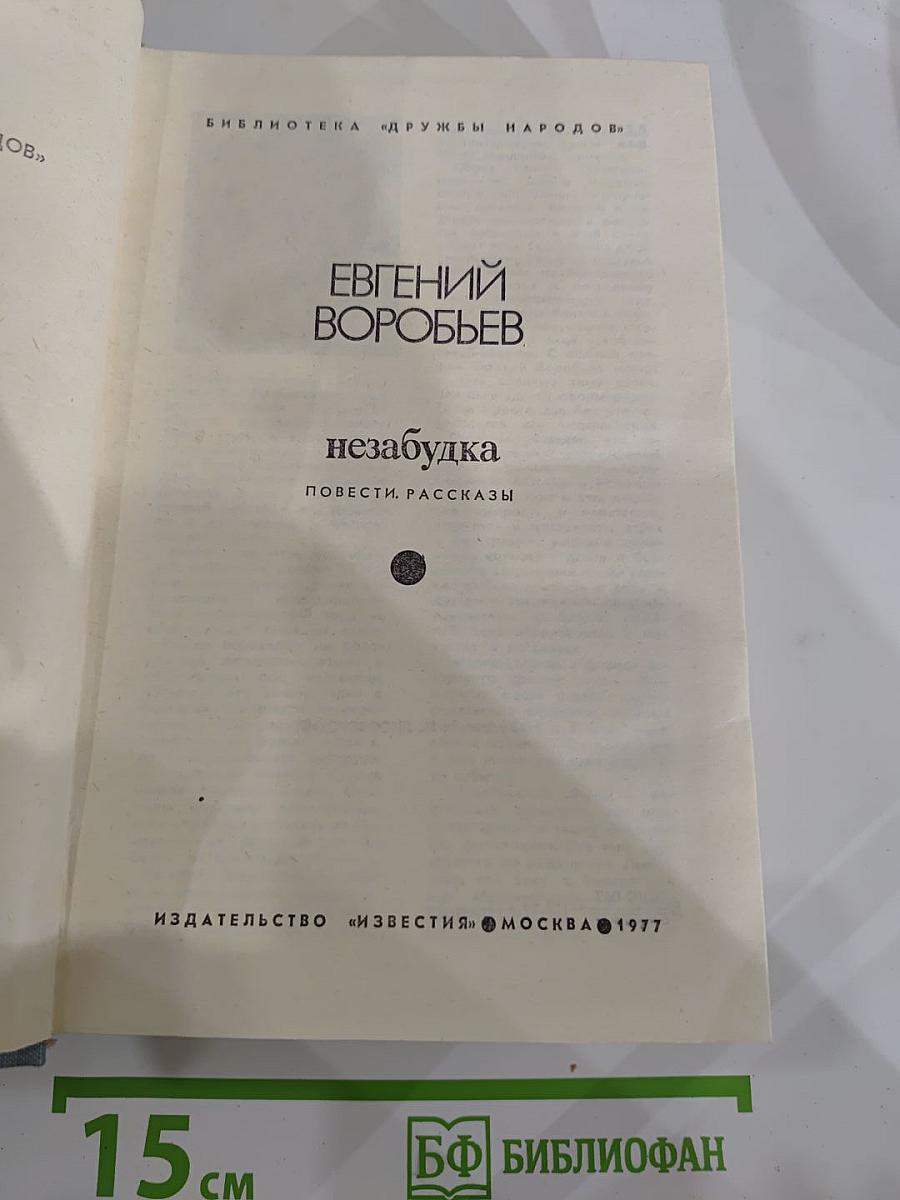 ДОВ»
БИБЛИОТЕКА «ДРУЖБЫ НАРОДОВ»
ЕВГЕНИЙ
ВОРОБЬЕВ
незабудка
ПОВЕСТИ. РАССКАЗЫ
ИЗДАТЕЛЬСТВО «ИЗВЕСТИЯ» ● МОСКВА ● 1977
15 см
БФ БИБЛИОФАН